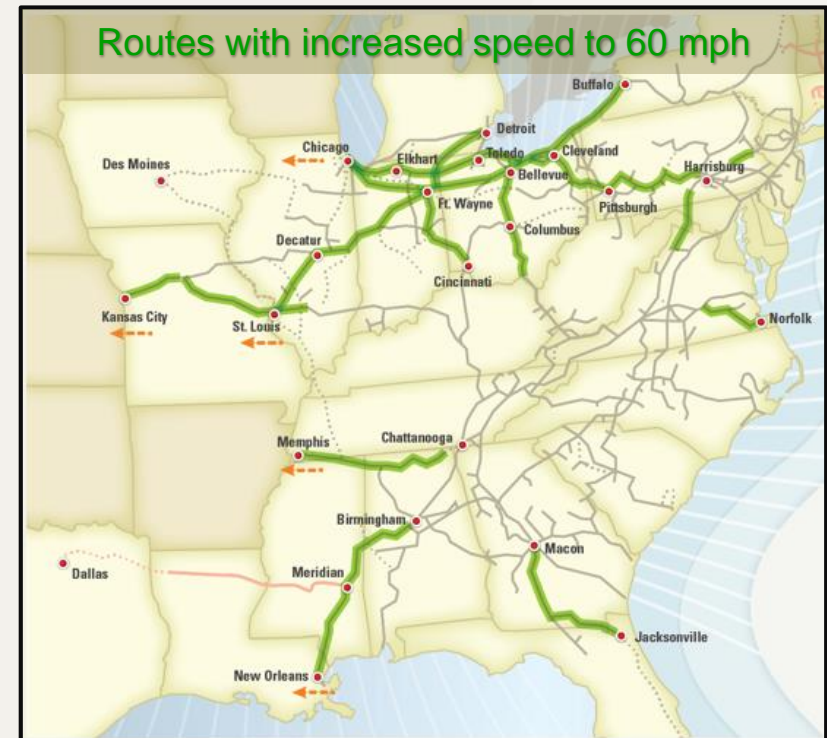 Routes with increased speed to 60 mph
Buffalo
Detroit
Chicago
Elkhart
Toledo
Cleveland
Des Moines
Bellevue
Harrisburg
Ft. Wayne
Pittsburgh
Columbus
Decatur
Cincinnati
Kansas City
St. Louis
Norfolk
Memphis
Chattanooga
Birmingham
Macon
Dallas
Meridian
Jacksonville
New Orleans